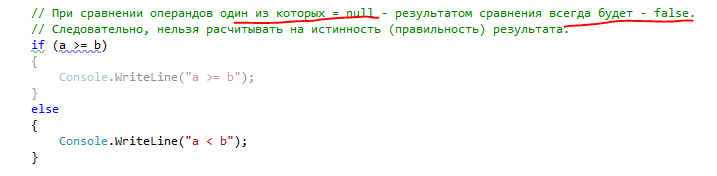 // При сравнении операндов один из которых = null - результатом сравнения всегда будет - false.
// Следовательно, нельзя расчитывать на истинность (правильность) результата.
if (a >= b)
{
    Console.WriteLine("a >= b");
}
else
{
    Console.WriteLine("a < b");
}